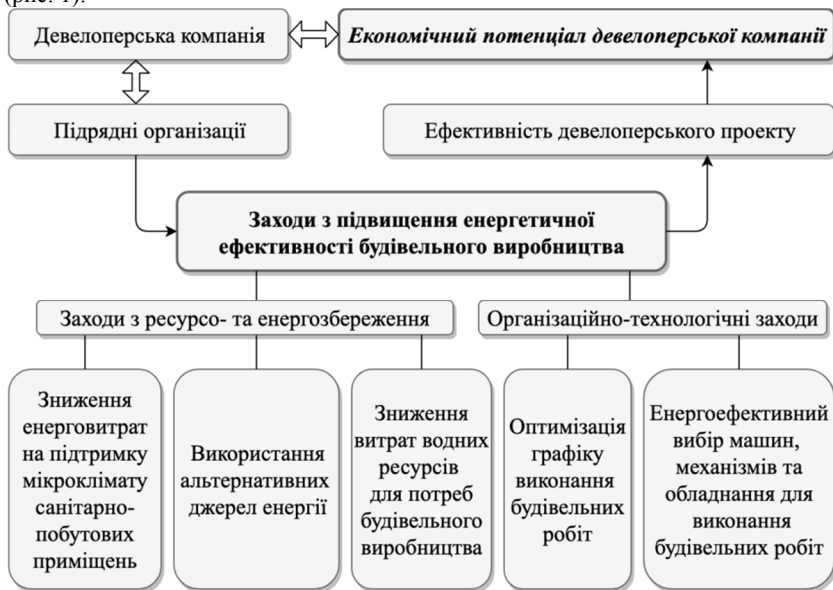 (рис. 1).
Девелоперська компанія
Економічний потенціал девелоперської компанії
Підрядні організації
Ефективність девелоперського проекту
Заходи з підвищення енергетичної
ефективності будівельного виробництва
Заходи з ресурсо- та енергозбереження
Організаційно-технологічні заходи
Зниження
енерговитрат
на підтримку
мікроклімату
санітарно-
побутових
приміщень
Використання
альтернативних
джерел енергії
Зниження
витрат водних
ресурсів
для потреб
будівельного
виробництва
Оптимізація
графіку
виконання
будівельних
робіт
Енергоефективний
вибір машин,
механізмів та
обладнання для
виконання
будівельних робіт